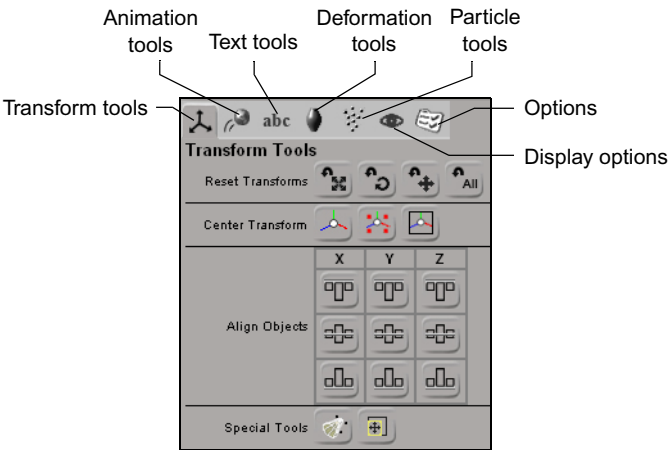 Animation
tools
Text tools
Deformation
tools
Particle
tools
Transform tools
abc
Options
Display options
Transform Tools
Reset Transforms
All
Center Transform
X Y Z
Align Objects
Special Tools